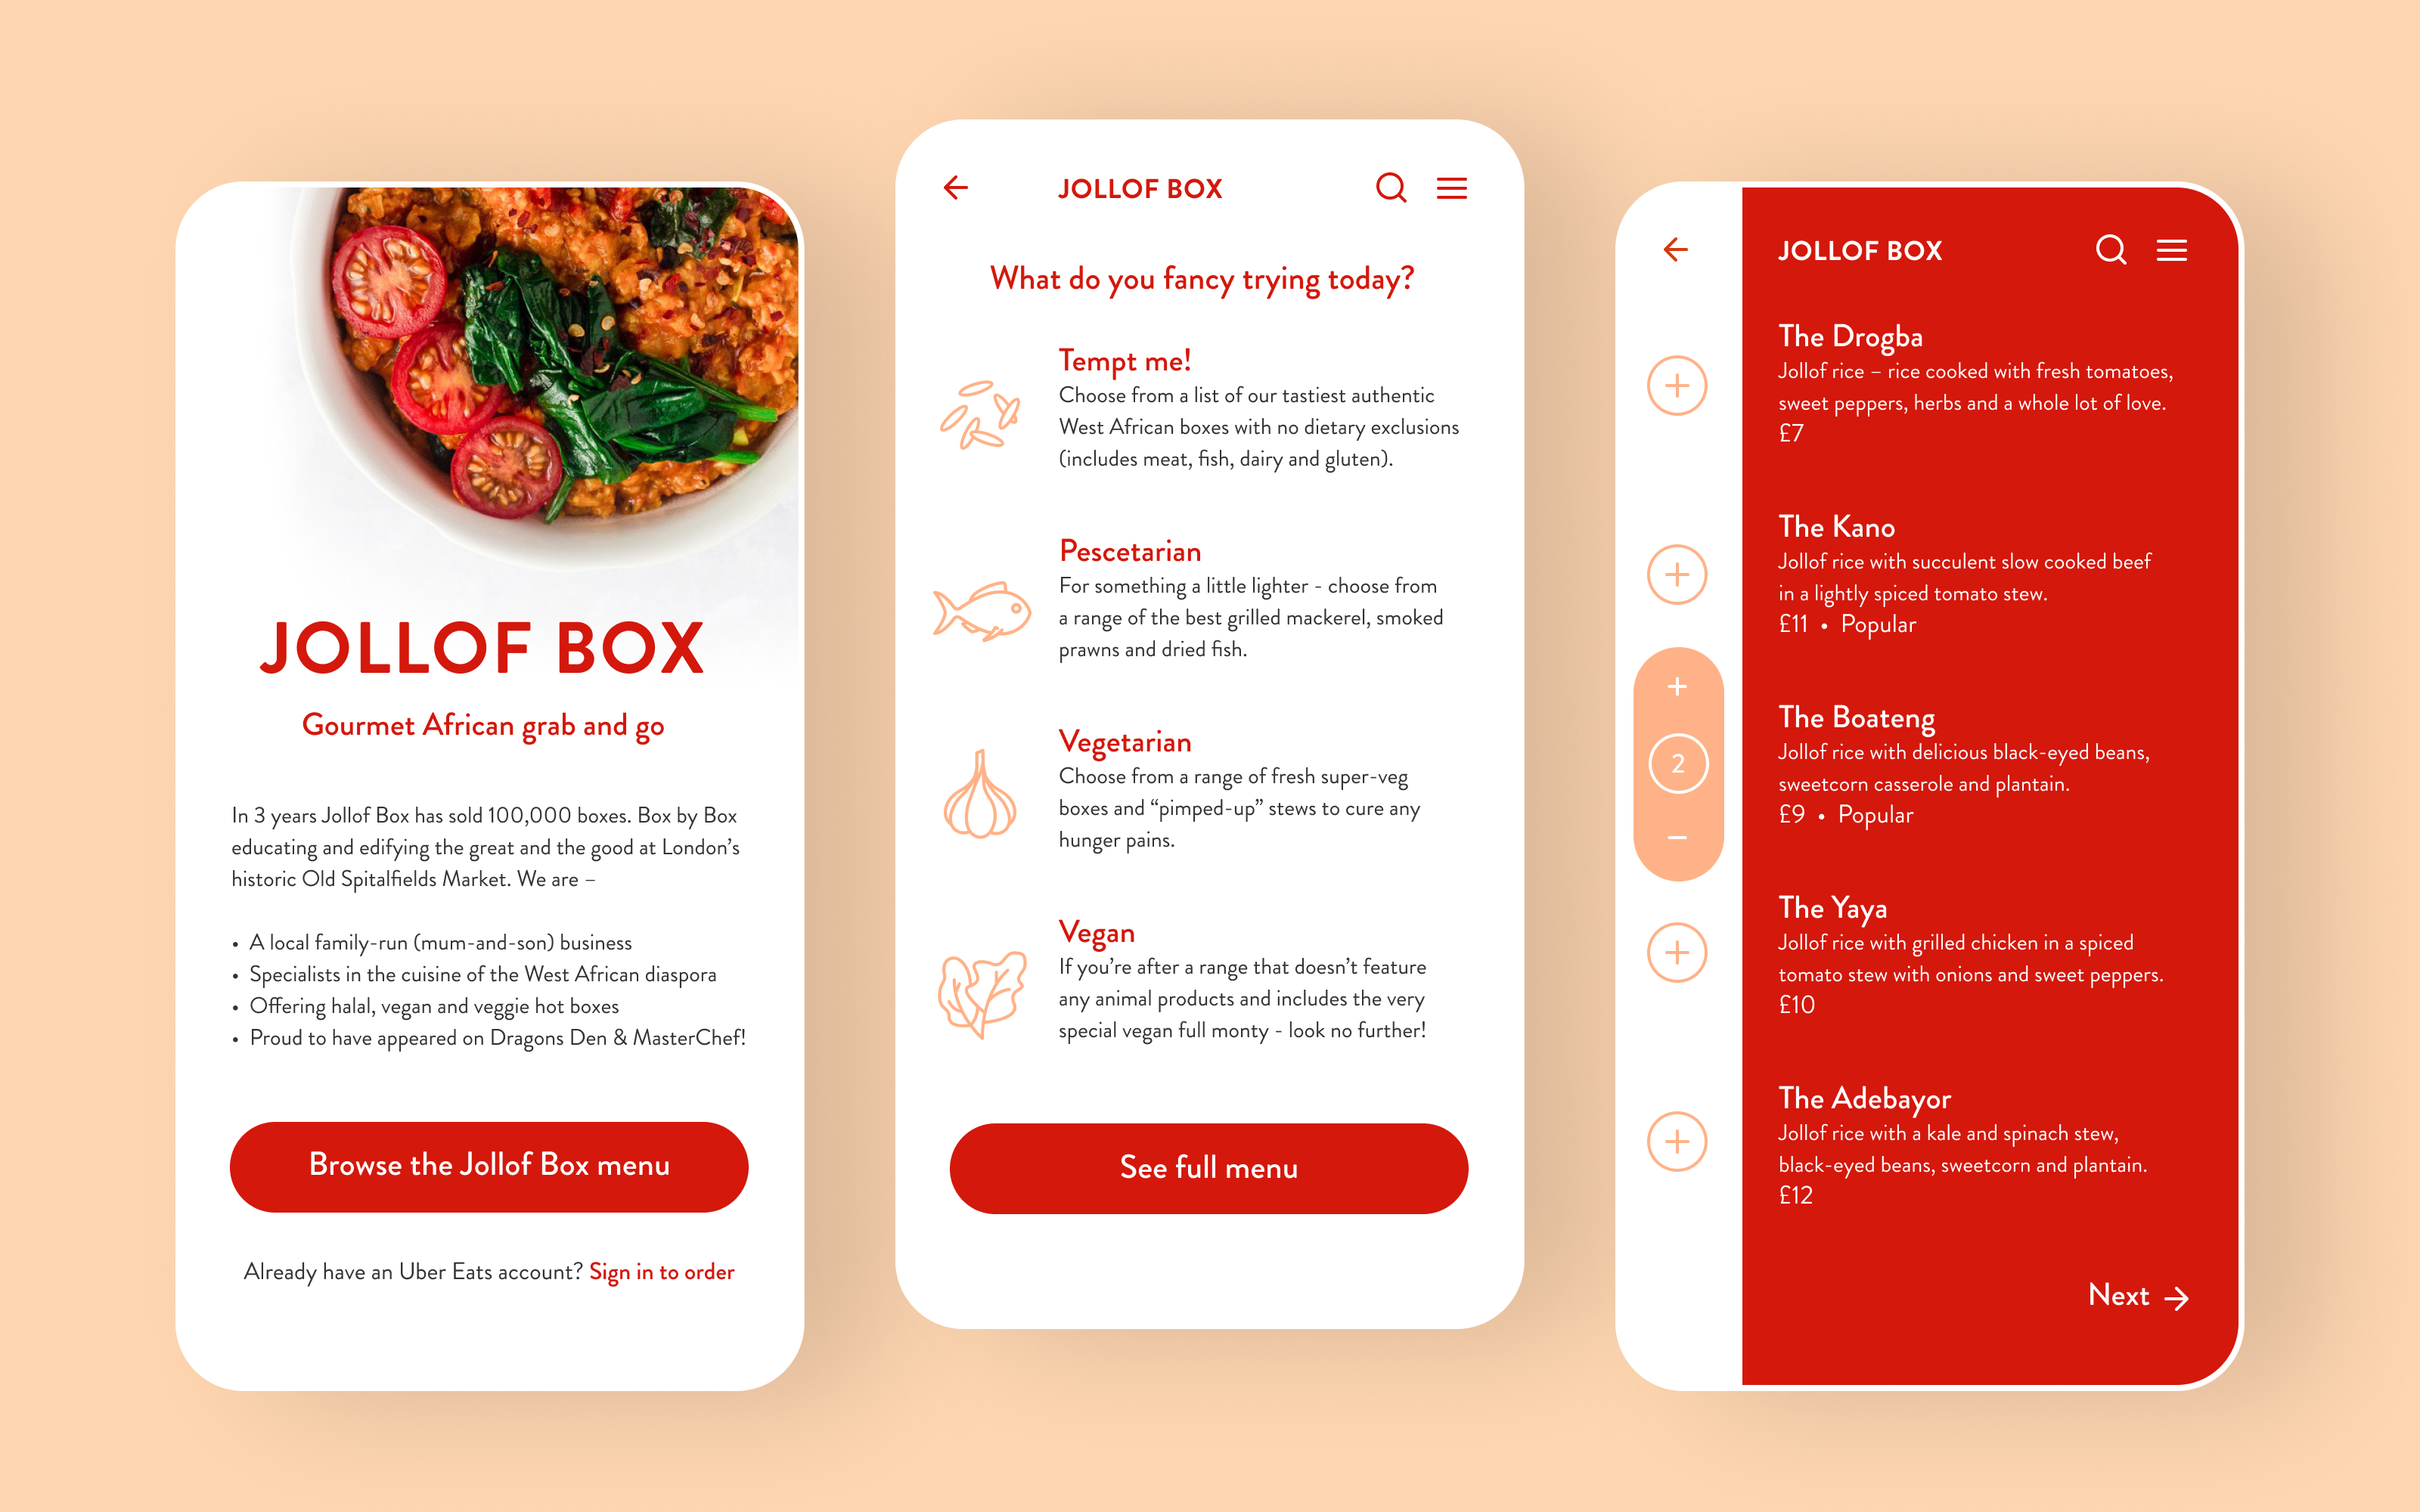 JOLLOF BOX
Gourmet African grab and go
In 3 years Jollof Box has sold 100,000 boxes. Box by Box
educating and edifying the great and the good at London’s
historic Old Spitalfields Market. We are –
• A local family-run (mum-and-son) business
• Specialists in the cuisine of the West African diaspora
• Offering halal, vegan and veggie hot boxes
• Proud to have appeared on Dragons Den & MasterChef!
Browse the Jollof Box menu
Already have an Uber Eats account? Sign in to order
JOLLOF BOX
What do you fancy trying today?
Tempt me!
Choose from a list of our tastiest authentic
West African boxes with no dietary exclusions
(includes meat, fish, dairy and gluten).
Pescetarian
For something a little lighter - choose from
a range of the best grilled mackerel, smoked
prawns and dried fish.
Vegetarian
Choose from a range of fresh super-veg
boxes and “pimped-up” stews to cure any
hunger pains.
Vegan
If you’re after a range that doesn’t feature
any animal products and includes the very
special vegan full monty - look no further!
See full menu
JOLLOF BOX
The Drogba
Jollof rice – rice cooked with fresh tomatoes,
sweet peppers, herbs and a whole lot of love.
£7
The Kano
Jollof rice with succulent slow cooked beef
in a lightly spiced tomato stew.
£11 • Popular
+
2
−
The Boateng
Jollof rice with delicious black-eyed beans,
sweetcorn casserole and plantain.
£9 • Popular
The Yaya
Jollof rice with grilled chicken in a spiced
tomato stew with onions and sweet peppers.
£10
The Adebayor
Jollof rice with a kale and spinach stew,
black-eyed beans, sweetcorn and plantain.
£12
Next →